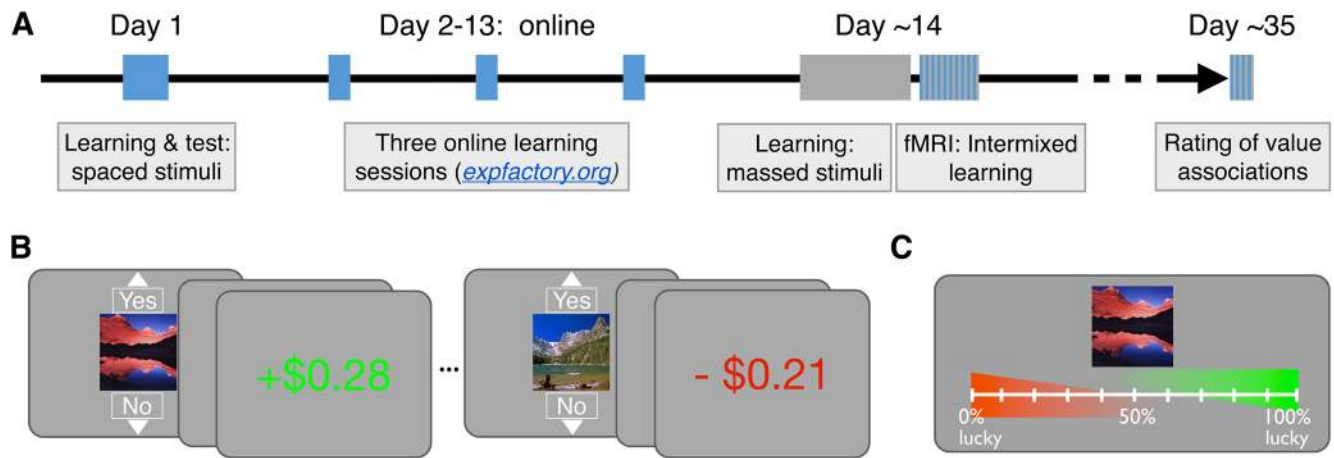 A
Day 1
Day 2-13: online
Day ~14
Day ~35
Learning & test:
spaced stimuli
Three online learning
sessions (expfactory.org)
Learning:
massed stimuli
fMRI: Intermixed
learning
Rating of value
associations
B
Yes
No
+$0.28
...
Yes
No
- $0.21
C
0%
lucky
50%
100%
lucky